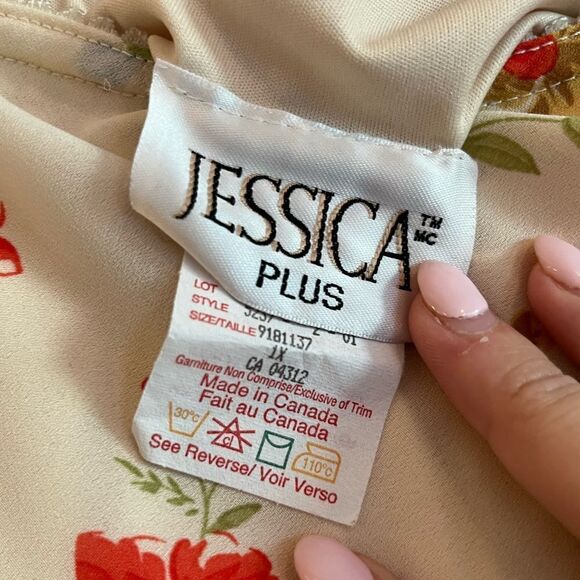 JESSICA
TM
MC
PLUS
LOT
STYLE
SIZE/TAILLE 9181137
1X
CA 04312
Garniture Non Comprise/Exclusive of Trim
Made in Canada
Fait au Canada
30°c cl 110°c
See Reverse/Voir Verso